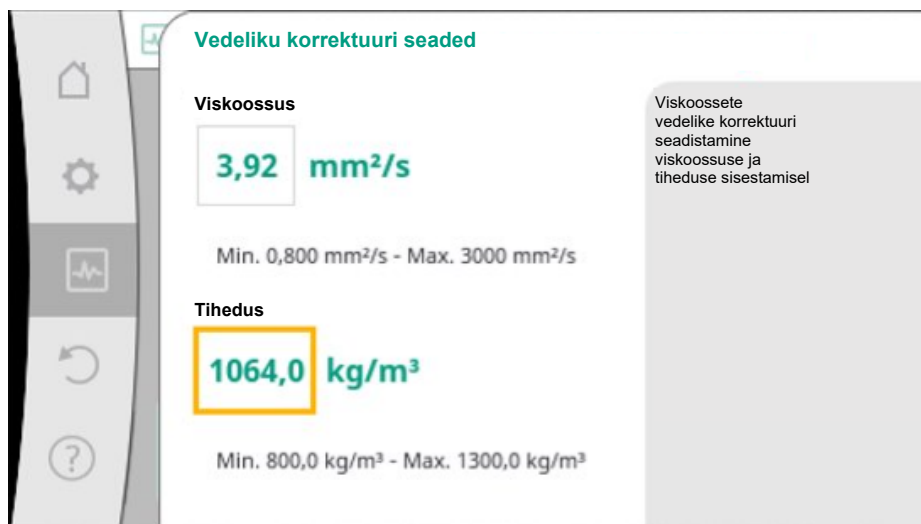 Vedeliku korrektuuri seaded
Viskoossus
3,92 mm²/s
Min. 0,800 mm²/s - Max. 3000 mm²/s
Tihedus
1064,0 kg/m³
Min. 800,0 kg/m³ - Max. 1300,0 kg/m³
Viskoossete
vedelike korrektuuri
seadistamine
viskoossuse ja
tiheduse sisestamisel
?